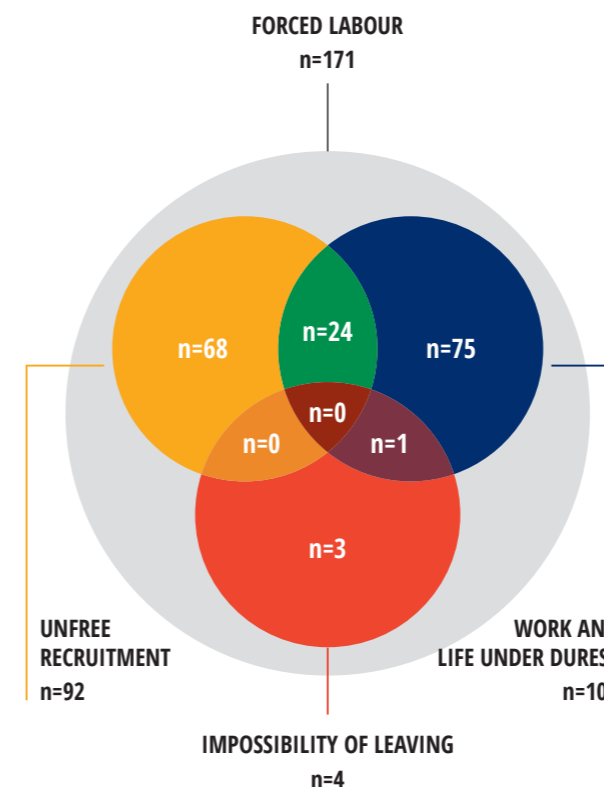 FORCED LABOUR
n=171
n=68
n=24
n=75
n=0
n=0
n=1
n=3
UNFREE
RECRUITMENT
n=92
WORK AN
LIFE UNDER DURES
n=10
IMPOSSIBILITY OF LEAVING
n=4